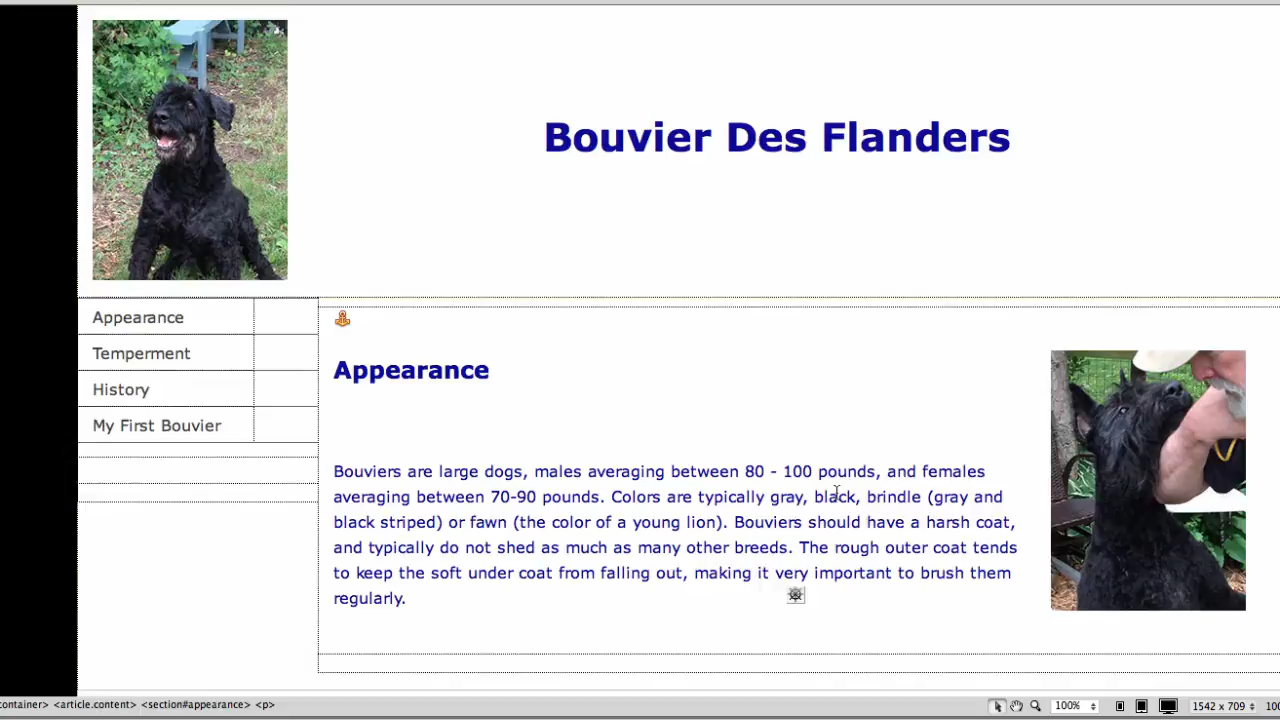 Bouvier Des Flanders
Appearance
Temperment
History
My First Bouvier
Appearance
Bouviers are large dogs, males averaging between 80 - 100 pounds, and females
averaging between 70-90 pounds. Colors are typically gray, black, brindle (gray and
black striped) or fawn (the color of a young lion). Bouviers should have a harsh coat,
and typically do not shed as much as many other breeds. The rough outer coat tends
to keep the soft under coat from falling out, making it very important to brush them
regularly.
container> <article.content> <section#appearance> <p> 100% 1542 x 709